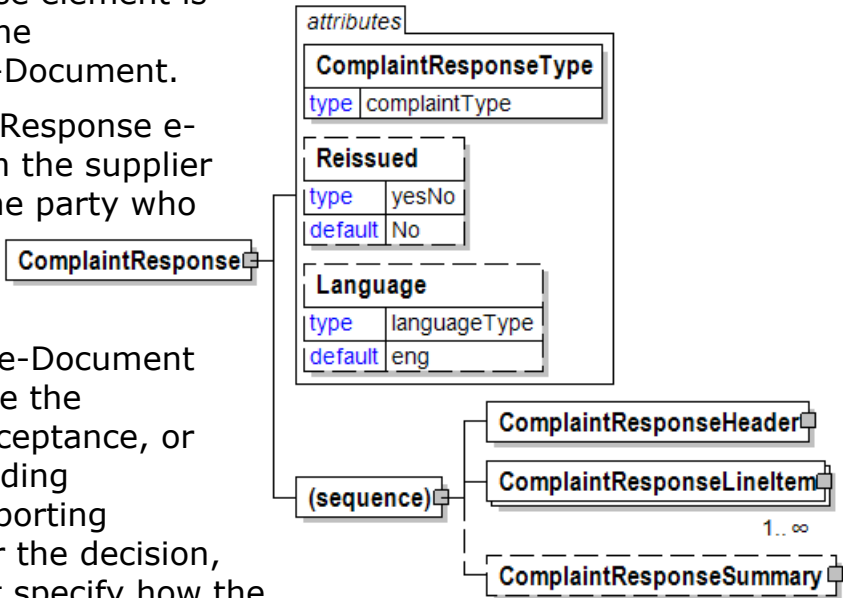 se element is
ne
-Document.
Response e-
n the supplier
ne party who
e-Document
e the
ceptance, or
ding
porting
r the decision,
t specify how the
ComplaintResponse
attributes
ComplaintResponseType
type complaintType
Reissued
type yesNo
default No
Language
type languageType
default eng
(sequence)
ComplaintResponseHeader
ComplaintResponseLineItem
1.. ∞
ComplaintResponseSummary